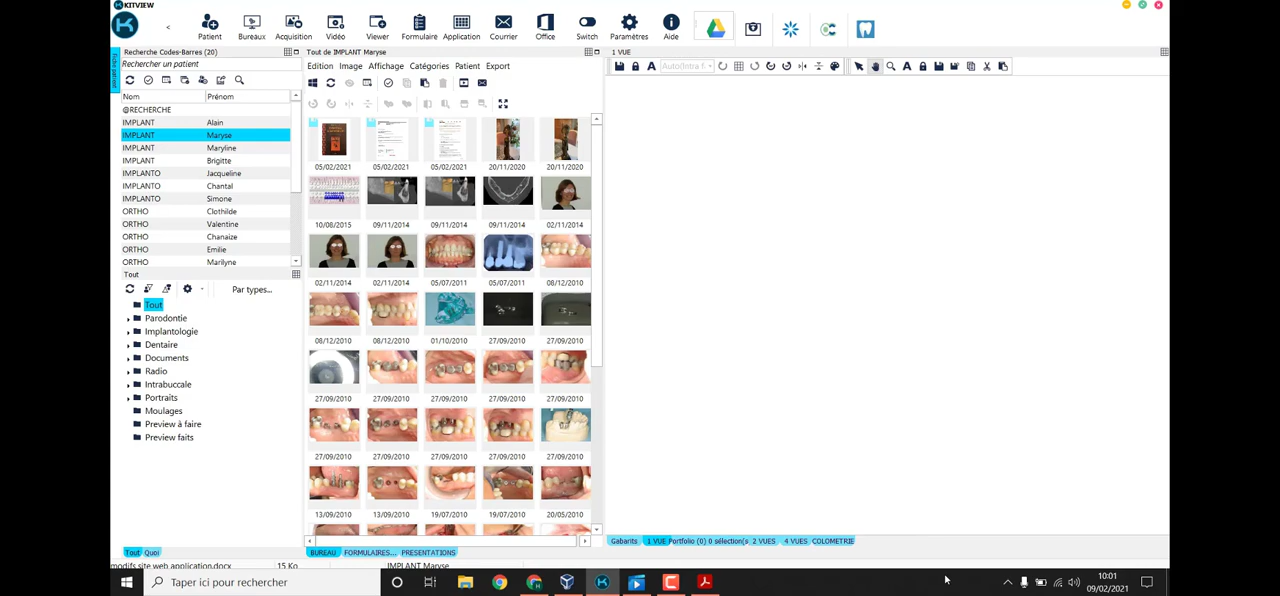 KITVIEW
Patient
Bureaux
Acquisition
Vidéo
Viewer
Formulaire
Application
Courrier
Office
Switch
Paramètres
Aide
Fiche patient
Recherche Codes-Barres (20)
Rechercher un patient
Nom Prénom
@RECHERCHE
IMPLANT Alain
IMPLANT Maryse
IMPLANT Maryline
IMPLANT Brigitte
IMPLANTO Jacqueline
IMPLANTO Chantal
IMPLANTO Simone
ORTHO Clothilde
ORTHO Valentine
ORTHO Chanaize
ORTHO Emilie
ORTHO Marilyne
Tout
Par types...
Tout
Parodontie
Implantologie
Dentaire
Documents
Radio
Intrabuccale
Portraits
Moulages
Preview à faire
Preview faits
Tout Quoi
Tout de IMPLANT Maryse
Edition Image Affichage Catégories Patient Export
05/02/2021 05/02/2021 05/02/2021 20/11/2020 20/11/2020
10/08/2015 09/11/2014 09/11/2014 09/11/2014 02/11/2014
02/11/2014 02/11/2014 05/07/2011 05/07/2011 08/12/2010
08/12/2010 08/12/2010 01/10/2010 27/09/2010 27/09/2010
27/09/2010 27/09/2010 27/09/2010 27/09/2010 27/09/2010
27/09/2010 27/09/2010 27/09/2010 27/09/2010 27/09/2010
13/09/2010 13/09/2010 19/07/2010 19/07/2010 20/05/2010
BUREAU FORMULAIRES... PRESENTATIONS
1 VUE
Gabarits 1 VUE Portfolio (0) 0 sélection(s 2 VUES 4 VUES COLOMETRIE
modifs site web application.docx 15 Ko IMPLANT Maryse
Taper ici pour rechercher
10:01
09/02/2021